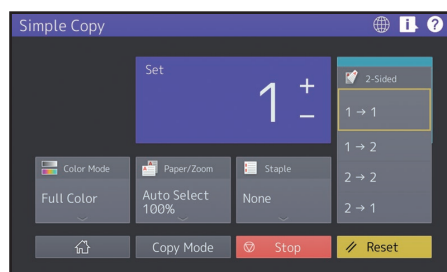 Simple Copy
Set
1
+
−
2-Sided
1 → 1
1 → 2
2 → 2
2 → 1
Color Mode
Full Color
Paper/Zoom
Auto Select
100%
Staple
None
Copy Mode
Stop
Reset